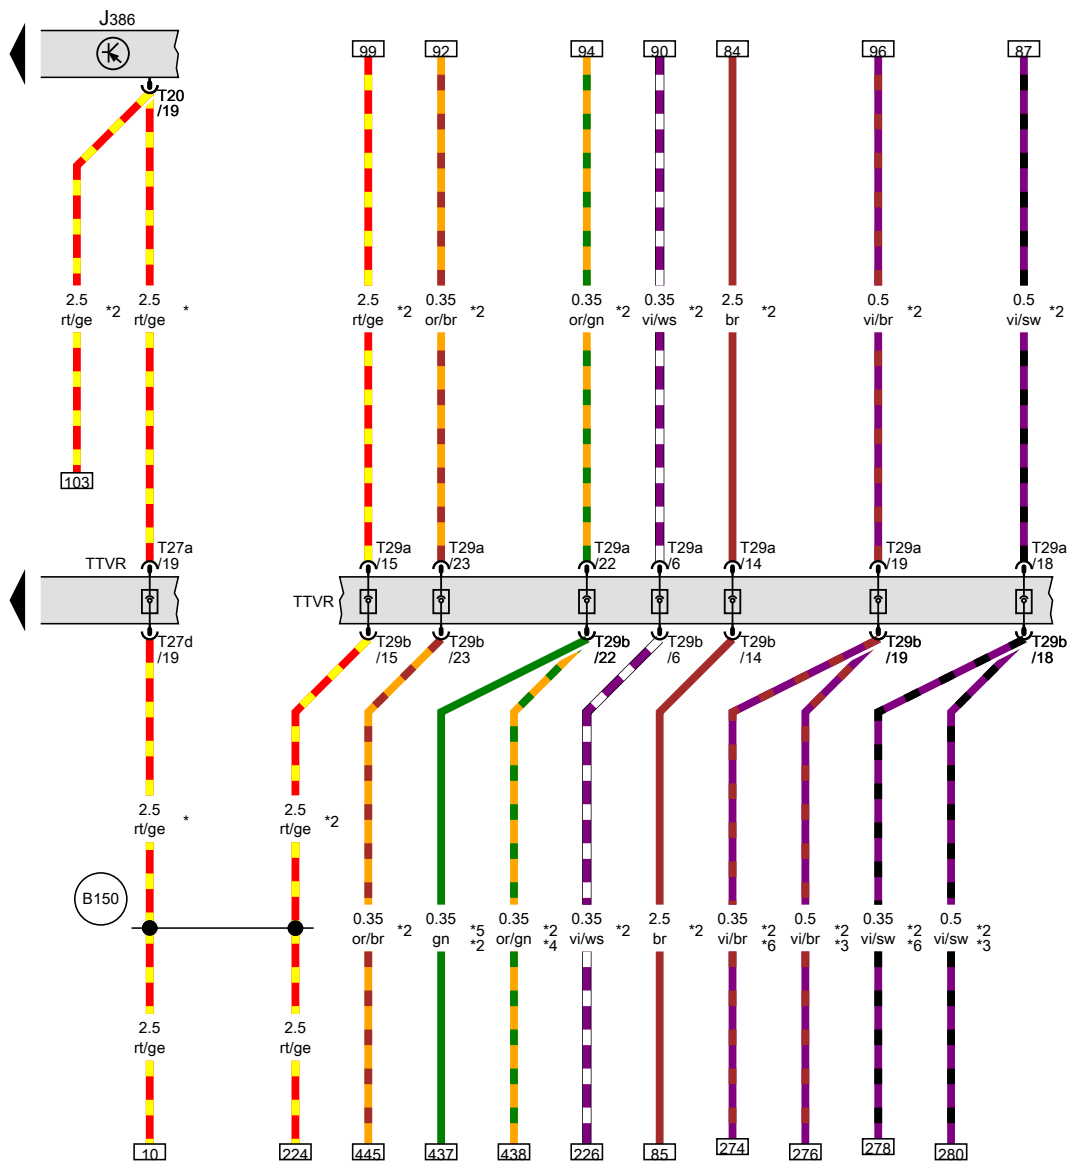 J386
99
92
94
90
84
96
87
T20
/19
2.5
rt/ge
*2
2.5
rt/ge
*
2.5
rt/ge
*2
0.35
or/br
*2
0.35
or/gn
*2
0.35
vi/ws
*2
2.5
br
*2
0.5
vi/br
*2
0.5
vi/sw
*2
103
TTVR
T27a
/19
T29a
/15
T29a
/23
T29a
/22
T29a
/6
T29a
/14
T29a
/19
T29a
/18
TTVR
T27d
/19
T29b
/15
T29b
/23
T29b
/22
T29b
/6
T29b
/14
T29b
/19
T29b
/18
2.5
rt/ge
*
2.5
rt/ge
*2
B150
0.35
or/br
*2
0.35
gn
*5
*2
0.35
or/gn
*2
*4
0.35
vi/ws
*2
2.5
br
*2
0.35
vi/br
*2
*6
0.5
vi/br
*2
*3
0.35
vi/sw
*2
*6
0.5
vi/sw
*2
*3
2.5
rt/ge
2.5
rt/ge
10
224
445
437
438
226
85
274
276
278
280